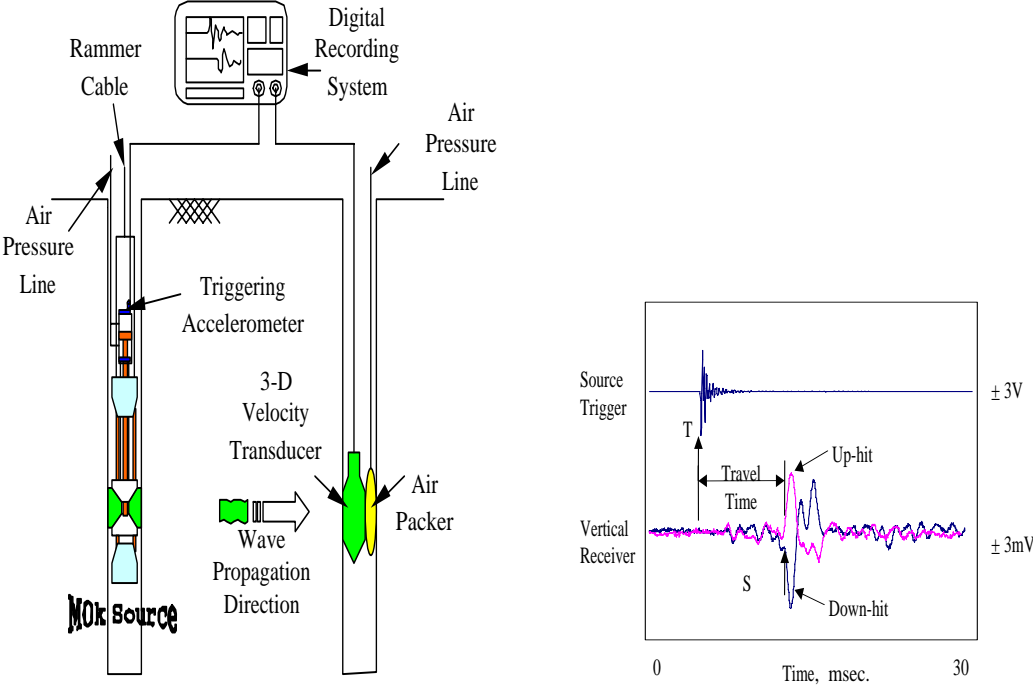 Digital
Recording
System
Rammer
Cable
Air
Pressure
Line
Air
Pressure
Line
Triggering
Accelerometer
3-D
Velocity
Transducer
Air
Packer
Wave
Propagation
Direction
MOk Source
Source
Trigger
± 3V
T
Up-hit
Travel
Time
Vertical
Receiver
± 3mV
S
Down-hit
0
Time, msec.
30